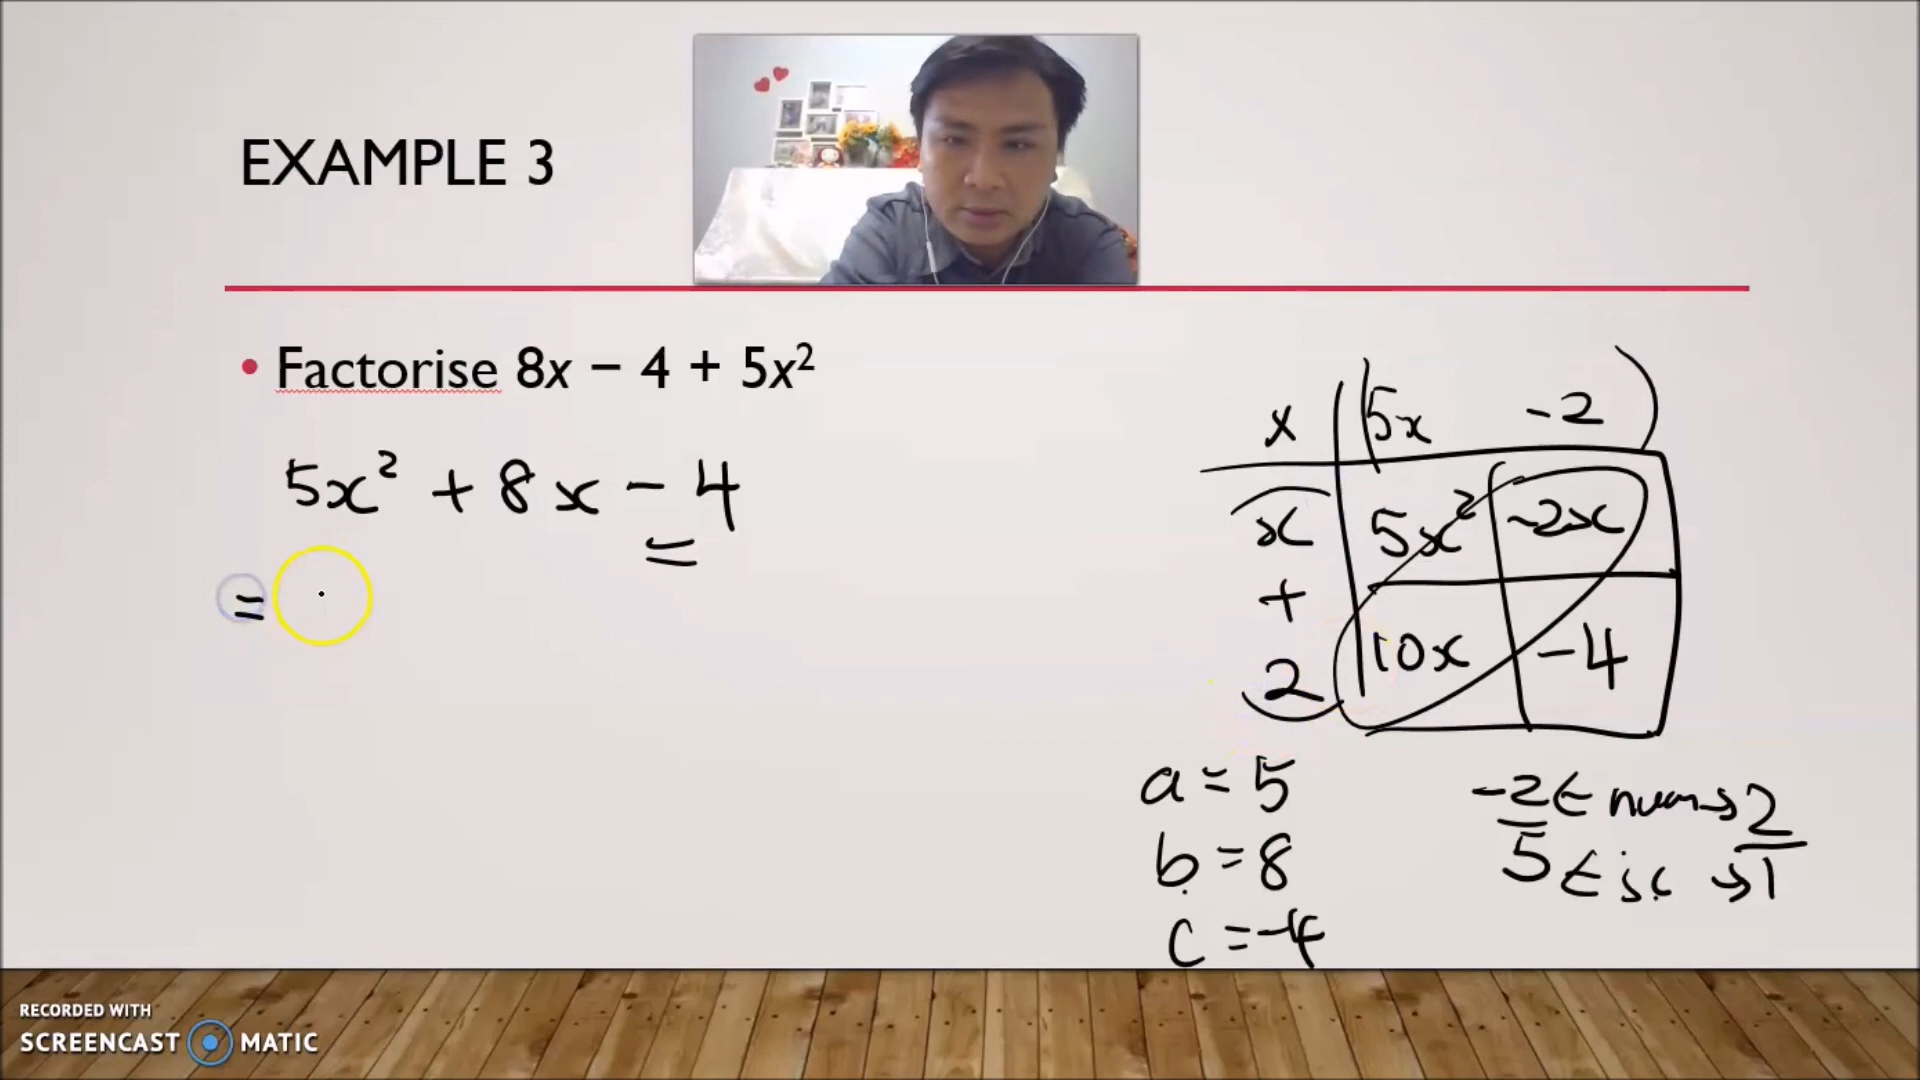 EXAMPLE 3
• Factorise 8x − 4 + 5x²
5x² + 8x − 4
=
x | 5x -2
x 5x² -2x
+
2 10x -4
a = 5
b = 8
c = -4
-2 ← num → 2
5 ← → 1
RECORDED WITH
SCREENCAST MATIC